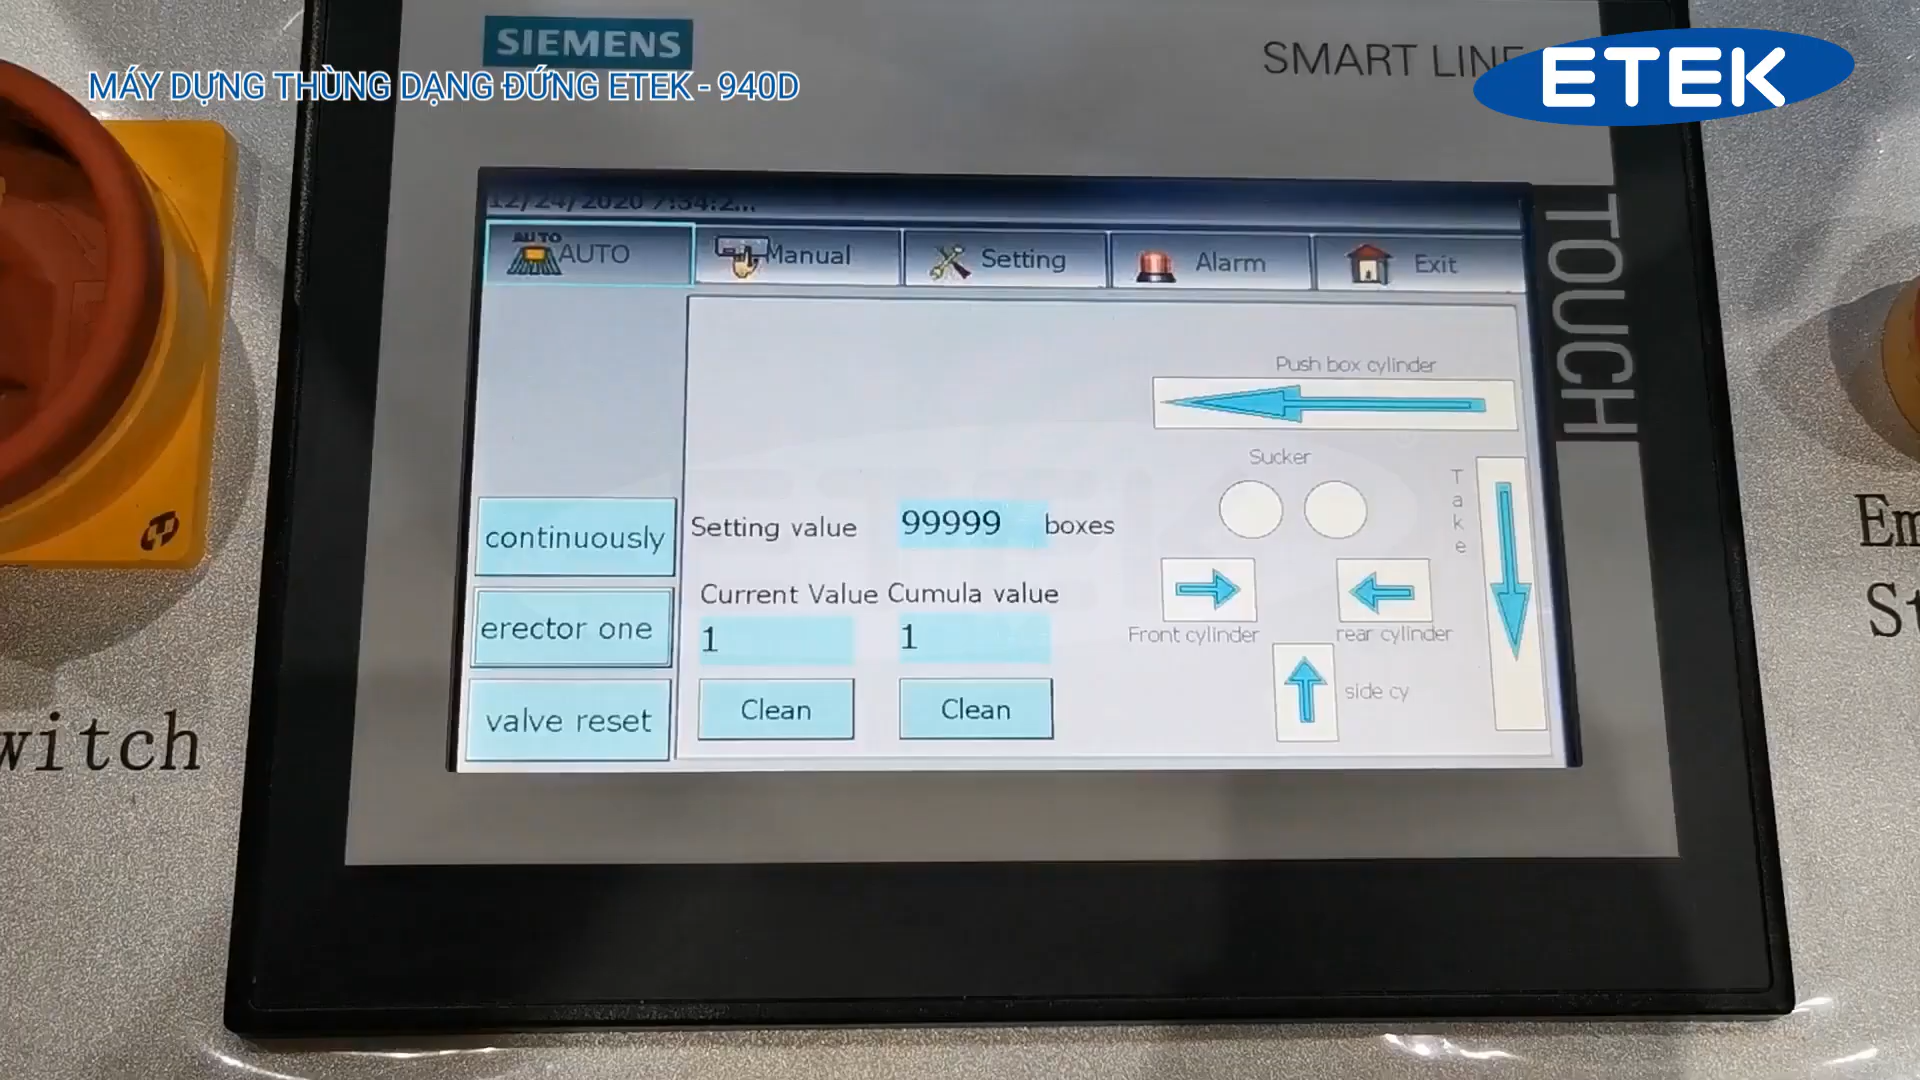 SIEMENS
SMART LINE
ETEK
MÁY DỰNG THÙNG DẠNG ĐỨNG ETEK - 940D
TOUCH
12/24/2020 7:34:2...
AUTO
AUTO
Manual
Setting
Alarm
Exit
Push box cylinder
Sucker
Take
continuously
Setting value
99999
boxes
erector one
Current Value
Cumula value
1
1
Front cylinder
rear cylinder
valve reset
Clean
Clean
side cy
witch
Em
St